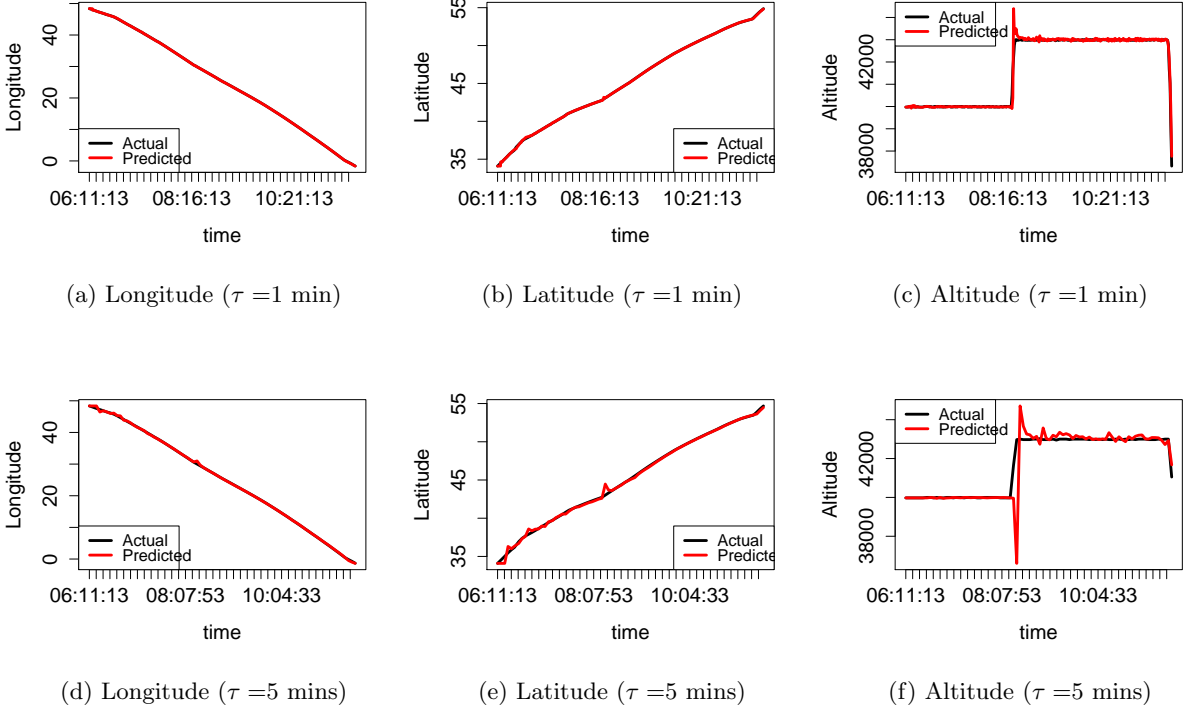 Longitude
40
20
0
Actual
Predicted
06:11:13 08:16:13 10:21:13
time
(a) Longitude (τ =1 min)
Latitude
55
45
35
Actual
Predicted
06:11:13 08:16:13 10:21:13
time
(b) Latitude (τ =1 min)
Altitude
42000
38000
Actual
Predicted
06:11:13 08:16:13 10:21:13
time
(c) Altitude (τ =1 min)
Longitude
40
20
0
Actual
Predicted
06:11:13 08:07:53 10:04:33
time
(d) Longitude (τ =5 mins)
Latitude
55
45
35
Actual
Predicted
06:11:13 08:07:53 10:04:33
time
(e) Latitude (τ =5 mins)
Altitude
42000
38000
Actual
Predicted
06:11:13 08:07:53 10:04:33
time
(f) Altitude (τ =5 mins)